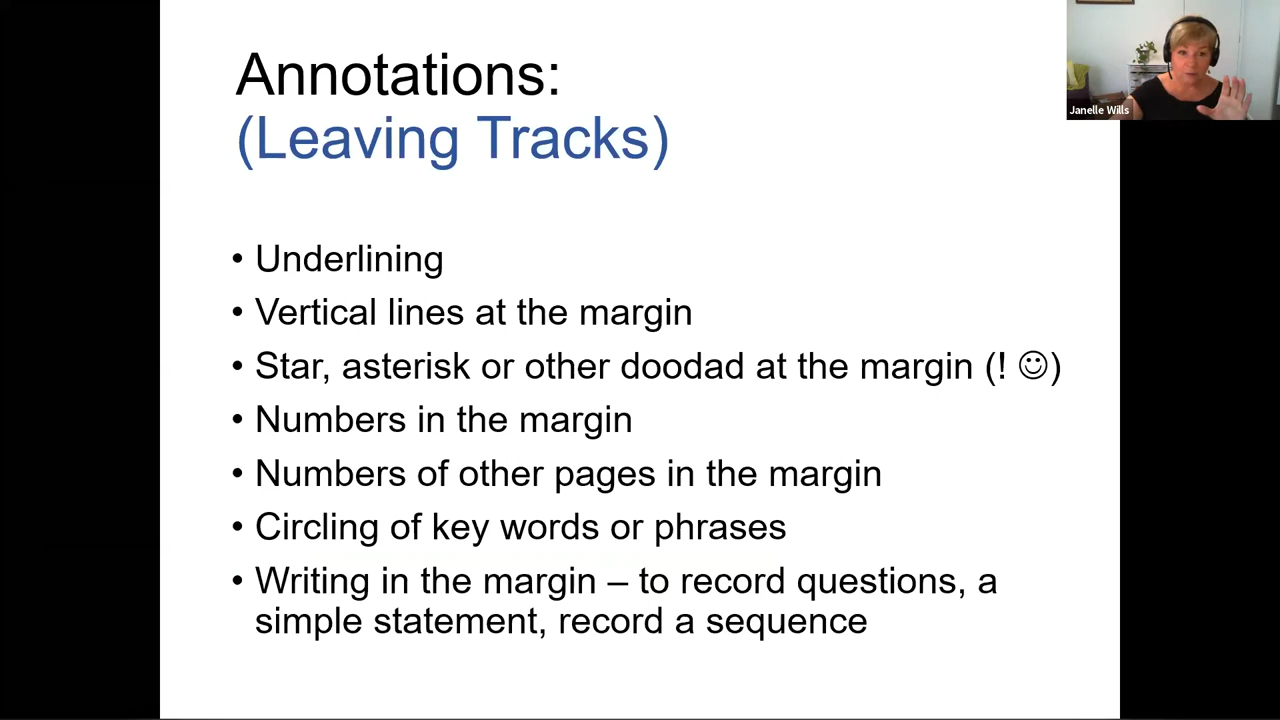 Annotations:
(Leaving Tracks)
• Underlining
• Vertical lines at the margin
• Star, asterisk or other doodad at the margin (! ☺)
• Numbers in the margin
• Numbers of other pages in the margin
• Circling of key words or phrases
• Writing in the margin – to record questions, a
simple statement, record a sequence
Janelle Wills